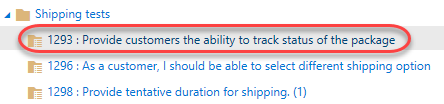 Shipping tests
1293 : Provide customers the ability to track status of the package
1296 : As a customer, I should be able to select different shipping option
1298 : Provide tentative duration for shipping. (1)